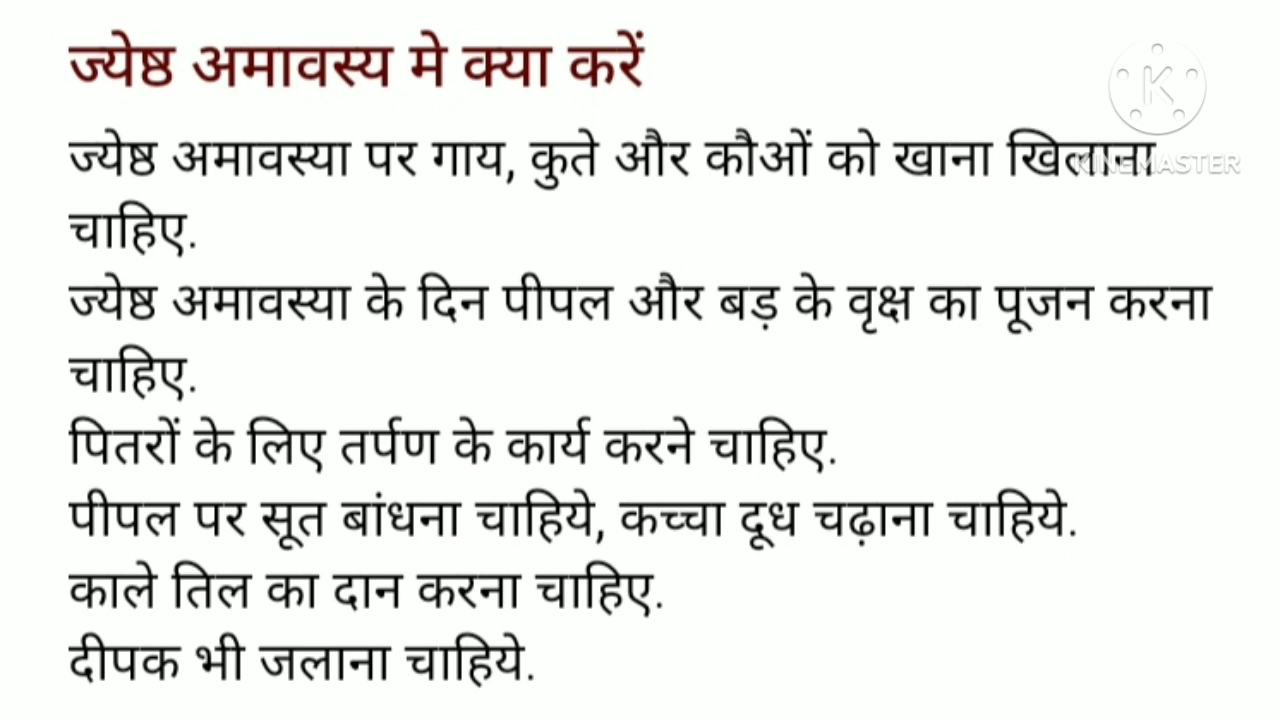 ज्येष्ठ अमावस्य मे क्या करें
ज्येष्ठ अमावस्या पर गाय, कुते और कौओं को खाना खिलाना
चाहिए.
ज्येष्ठ अमावस्या के दिन पीपल और बड़ के वृक्ष का पूजन करना
चाहिए.
पितरों के लिए तर्पण के कार्य करने चाहिए.
पीपल पर सूत बांधना चाहिये, कच्चा दूध चढ़ाना चाहिये.
काले तिल का दान करना चाहिए.
दीपक भी जलाना चाहिये.
K
KINEMASTER